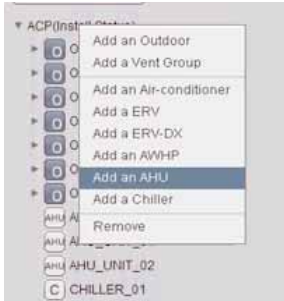 ACP(Install Status)
Add an Outdoor
Add a Vent Group
Add an Air-conditioner
Add a ERV
Add a ERV-DX
Add an AWHP
Add an AHU
Add a Chiller
Remove
O O
O O
O O
O O
O O
O O
O O
AHU
AHU
AHU AHU_UNIT_02
C CHILLER_01